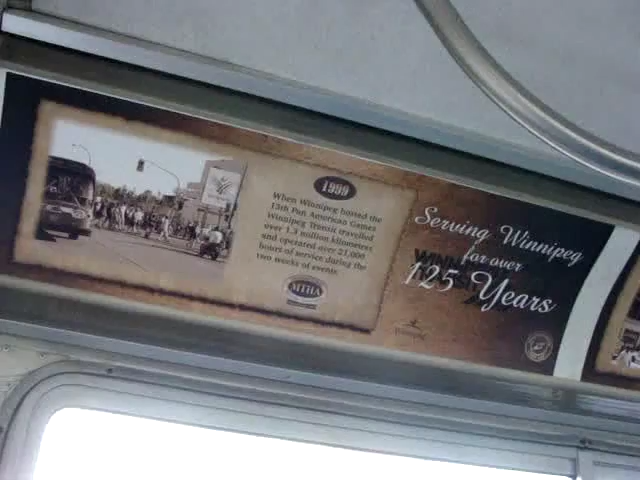 1999
When Winnipeg hosted the
13th Pan American Games
Winnipeg Transit travelled
over 1.3 million kilometres
and operated over 21,000
hours of service during the
two weeks of events.
MTHA
Serving Winnipeg
for over
125 Years